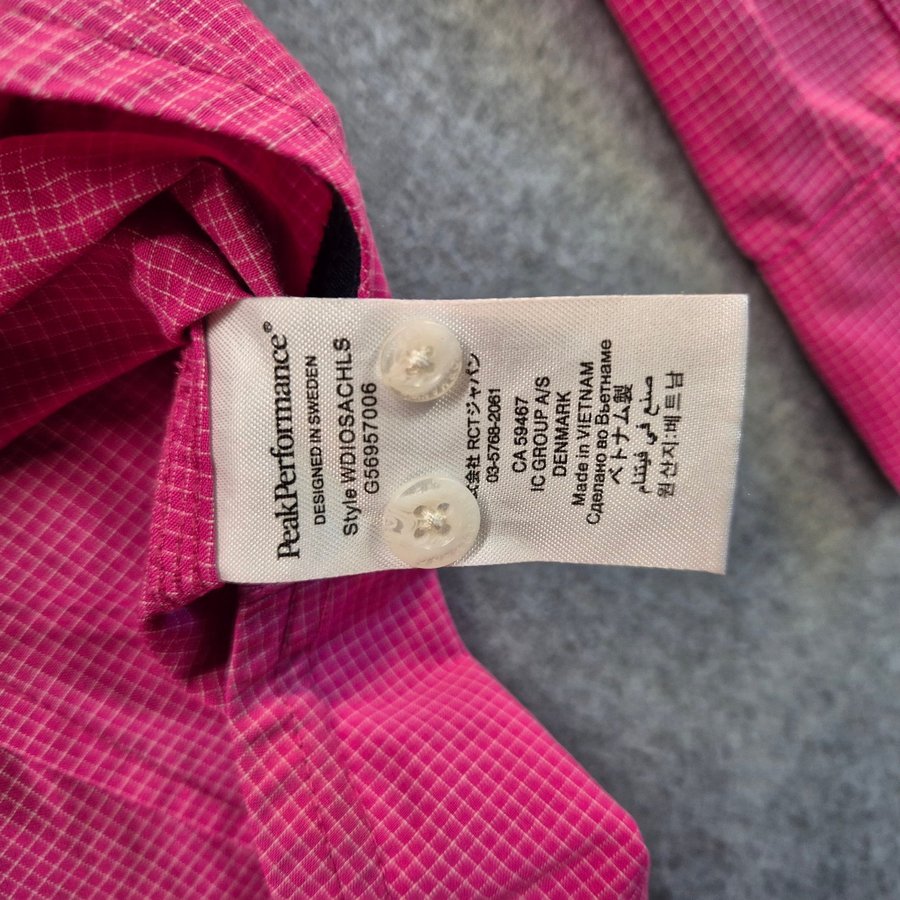 PeakPerformance®
DESIGNED IN SWEDEN
Style WDIOSACHLS
G56957006
会社 RCTジャパン
03-5768-2061
CA 59467
IC GROUP A/S
DENMARK
Made in VIETNAM
Сделано во Вьетнаме
ベトナム製
صنع في فيتنام
원산지:베트남